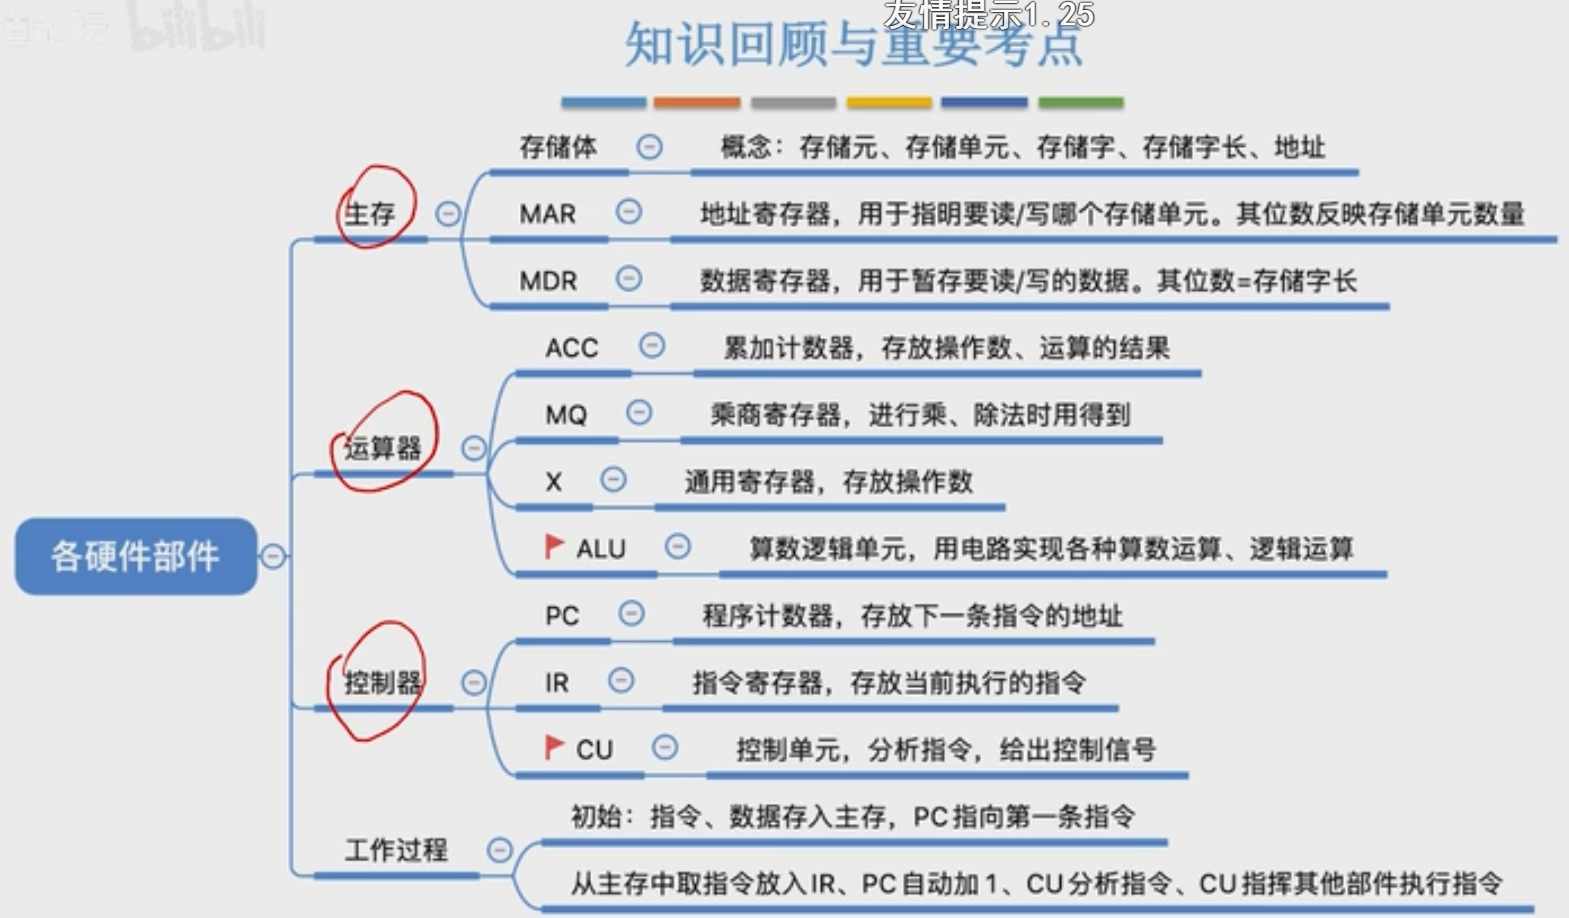 bilibili
友情提示1.25
知识回顾与重要考点
存储体
概念：存储元、存储单元、存储字、存储字长、地址
主存
MAR
地址寄存器，用于指明要读/写哪个存储单元。其位数反映存储单元数量
MDR
数据寄存器，用于暂存要读/写的数据。其位数=存储字长
ACC
累加计数器，存放操作数、运算的结果
MQ
乘商寄存器，进行乘、除法时用得到
运算器
X
通用寄存器，存放操作数
ALU
算数逻辑单元，用电路实现各种算数运算、逻辑运算
各硬件部件
PC
程序计数器，存放下一条指令的地址
控制器
IR
指令寄存器，存放当前执行的指令
CU
控制单元，分析指令，给出控制信号
工作过程
初始：指令、数据存入主存，PC指向第一条指令
从主存中取指令放入IR、PC自动加1、CU分析指令、CU指挥其他部件执行指令